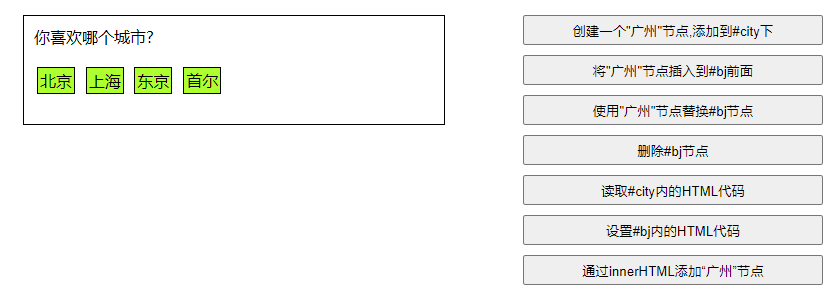 你喜欢哪个城市?
北京 上海 东京 首尔
创建一个"广州"节点,添加到#city下
将"广州"节点插入到#bj前面
使用"广州"节点替换#bj节点
删除#bj节点
读取#city内的HTML代码
设置#bj内的HTML代码
通过innerHTML添加“广州”节点